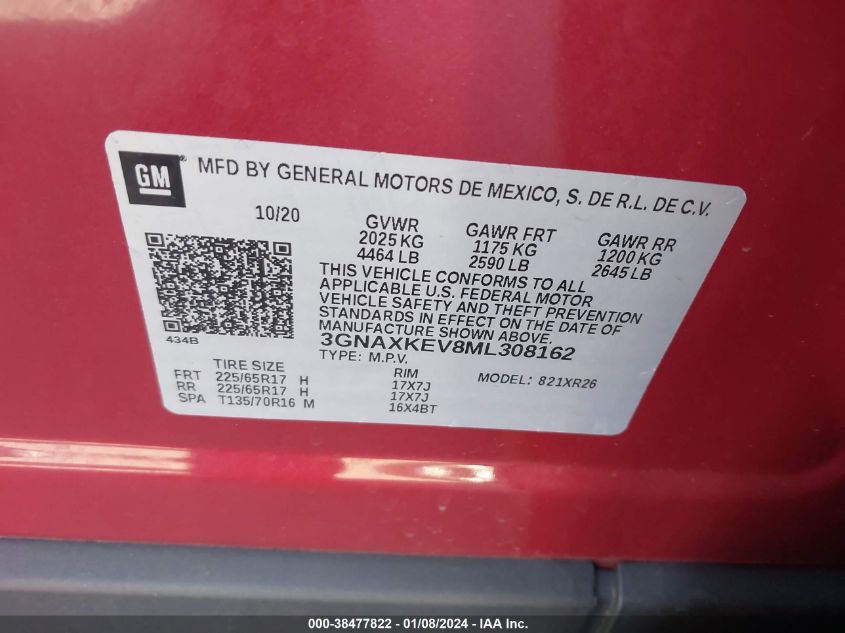 GM ® MFD BY GENERAL MOTORS DE MEXICO, S. DE R.L. DE C.V.
10/20 GVWR GAWR FRT GAWR RR
2025 KG 1175 KG 1200 KG
4464 LB 2590 LB 2645 LB
THIS VEHICLE CONFORMS TO ALL
APPLICABLE U.S. FEDERAL MOTOR
VEHICLE SAFETY AND THEFT PREVENTION
STANDARDS IN EFFECT ON THE DATE OF
MANUFACTURE SHOWN ABOVE.
434B
3GNAXKEV8ML308162
TYPE: M.P.V.
TIRE SIZE RIM MODEL: 821XR26
FRT 225/65R17 H 17X7J
RR 225/65R17 H 17X7J
SPA T135/70R16 M 16X4BT
000-38477822 - 01/08/2024 - IAA Inc.